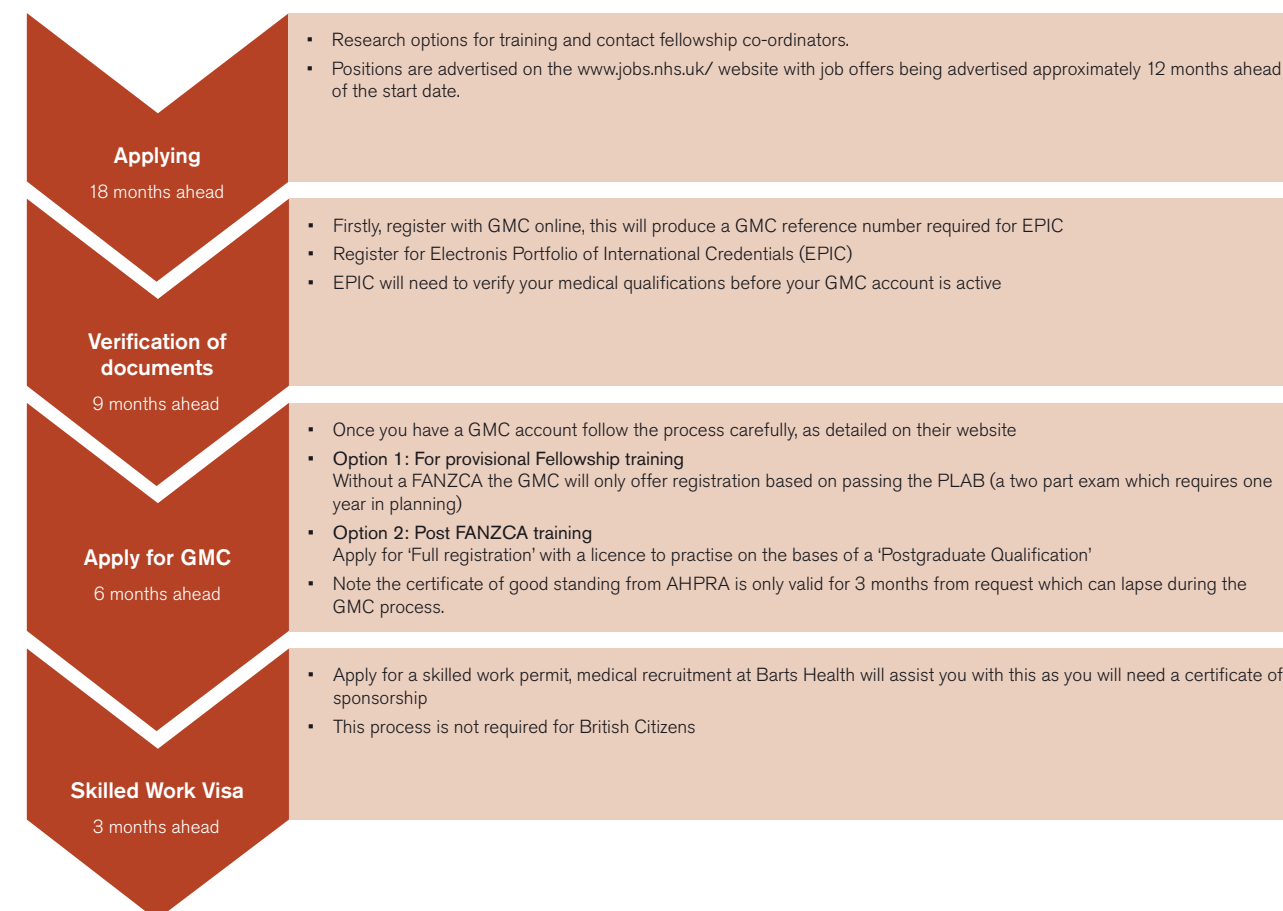 Applying
18 months ahead
▪ Research options for training and contact fellowship co-ordinators.
▪ Positions are advertised on the www.jobs.nhs.uk/ website with job offers being advertised approximately 12 months ahead
of the start date.
Verification of
documents
9 months ahead
▪ Firstly, register with GMC online, this will produce a GMC reference number required for EPIC
▪ Register for Electronis Portfolio of International Credentials (EPIC)
▪ EPIC will need to verify your medical qualifications before your GMC account is active
Apply for GMC
6 months ahead
▪ Once you have a GMC account follow the process carefully, as detailed on their website
▪ Option 1: For provisional Fellowship training
Without a FANZCA the GMC will only offer registration based on passing the PLAB (a two part exam which requires one
year in planning)
▪ Option 2: Post FANZCA training
Apply for ‘Full registration’ with a licence to practise on the bases of a ‘Postgraduate Qualification’
▪ Note the certificate of good standing from AHPRA is only valid for 3 months from request which can lapse during the
GMC process.
Skilled Work Visa
3 months ahead
▪ Apply for a skilled work permit, medical recruitment at Barts Health will assist you with this as you will need a certificate of
sponsorship
▪ This process is not required for British Citizens